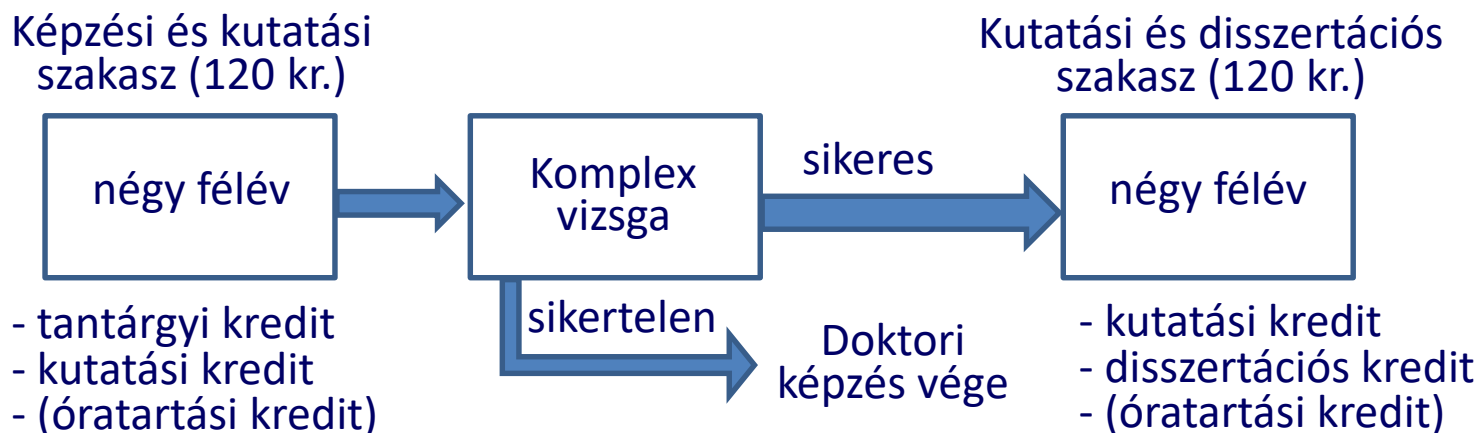 Képzési és kutatási
szakasz (120 kr.)
négy félév
- tantárgyi kredit
- kutatási kredit
- (óratartási kredit)
Komplex
vizsga
sikeres
sikertelen
Doktori
képzés vége
Kutatási és disszertációs
szakasz (120 kr.)
négy félév
- kutatási kredit
- disszertációs kredit
- (óratartási kredit)